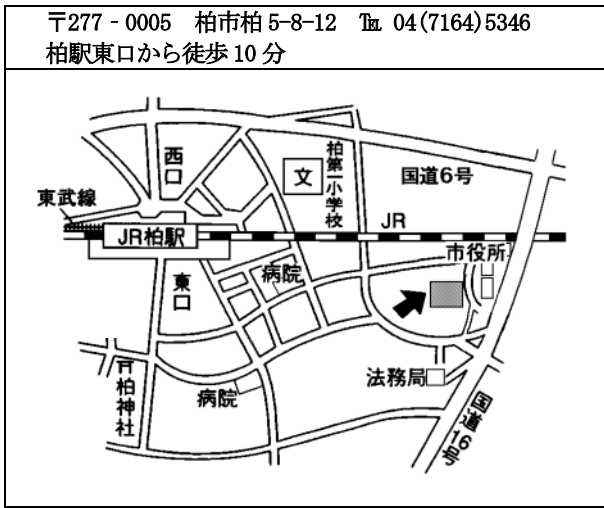 〒277‐0005 柏市柏 5-8-12 ℡ 04(7164)5346
柏駅東口から徒歩 10 分
西口
文
柏第一小学校
国道6号
東武線
JR
JR柏駅
市役所
病院
東口
法務局
病院
柏神社
国道16号